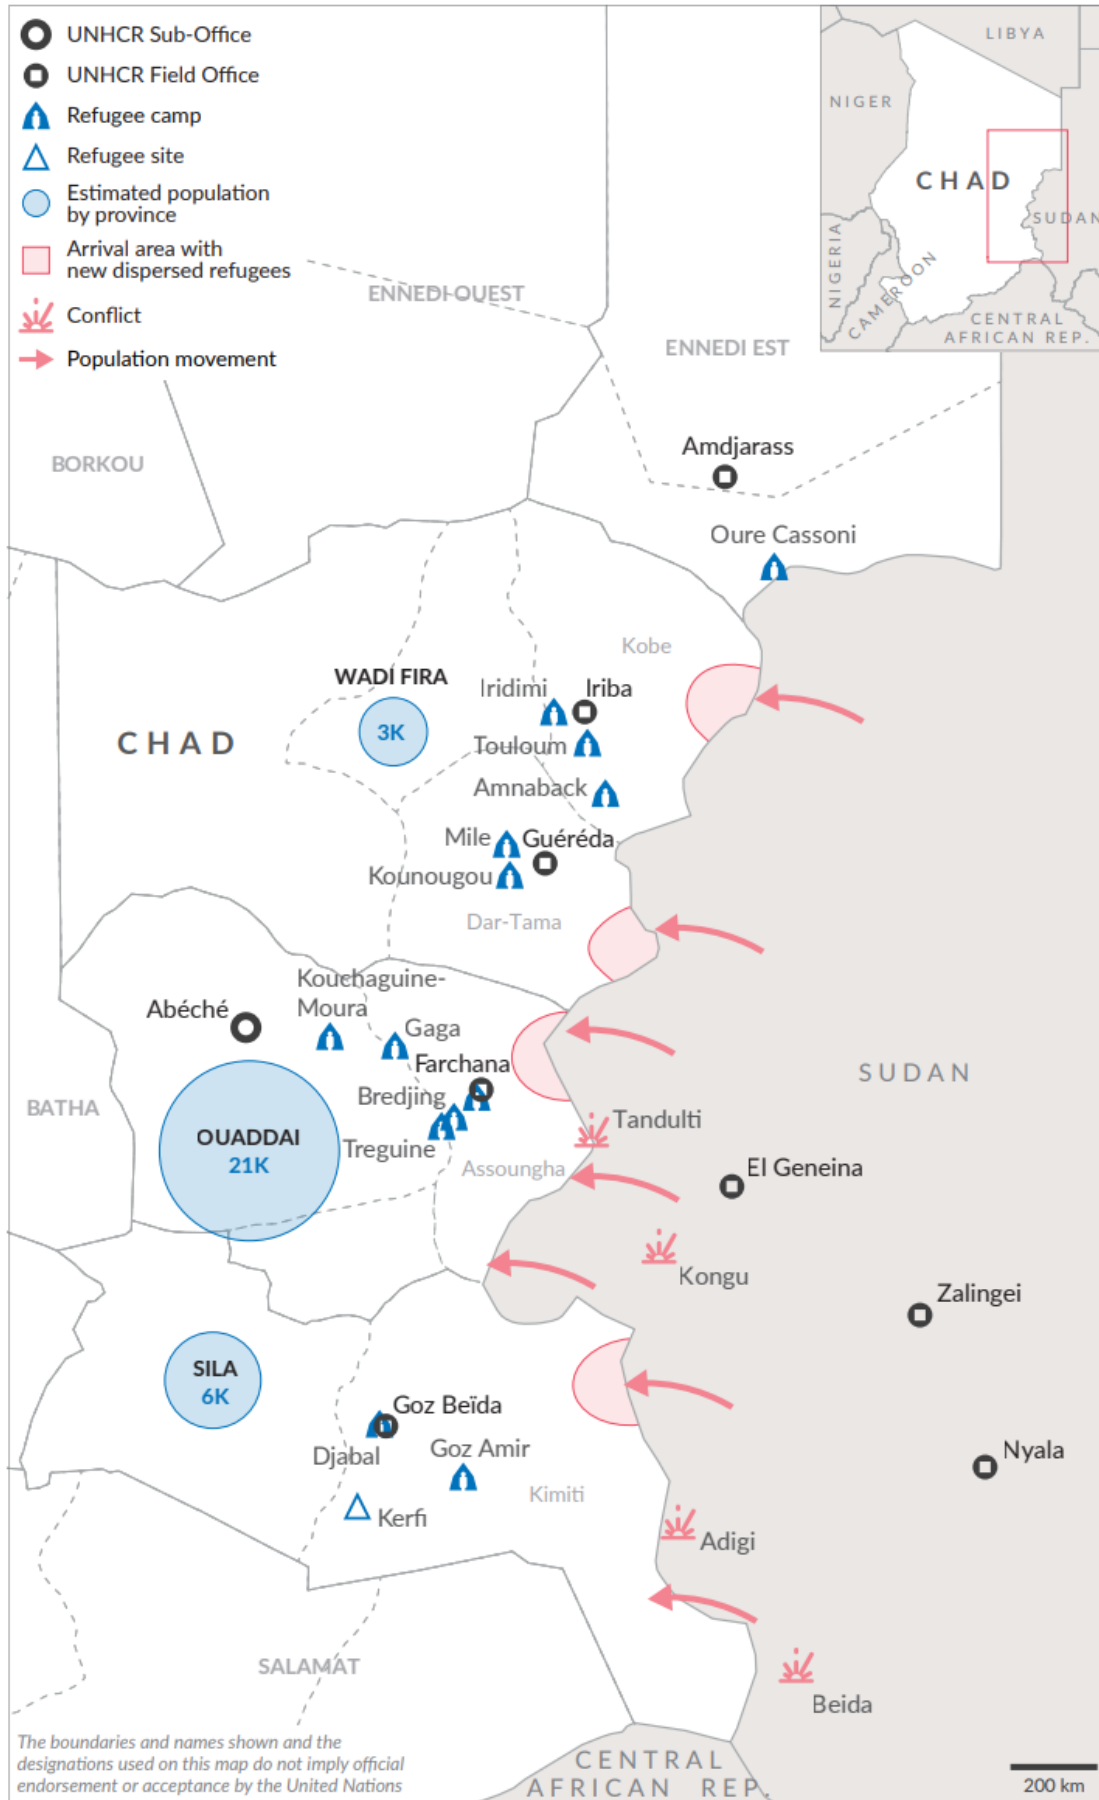 UNHCR Sub-Office
UNHCR Field Office
Refugee camp
Refugee site
Estimated population
by province
Arrival area with
new dispersed refugees
Conflict
Population movement
LIBYA
NIGER
CHAD
SUDAN
NIGERIA
CAMEROON
CENTRAL
AFRICAN REP.
ENNEDI OUEST
ENNEDI EST
BORKOU
Amdjarass
Oure Cassoni
Kobe
WADI FIRA
3K
Iridimi
Iriba
CHAD
Touloum
Amnaback
Mile
Guéréda
Kounougou
Dar-Tama
Kouchaguine-
Moura
Abéché
Gaga
Farchana
Bredjing
Treguine
Assoungha
BATHA
OUADDAI
21K
SUDAN
Tandulti
El Geneina
Kongu
Zalingei
SILA
6K
Goz Beïda
Djabal
Goz Amir
Kerfi
Kimiti
Nyala
Adigi
Beida
SALAMAT
The boundaries and names shown and the
designations used on this map do not imply official
endorsement or acceptance by the United Nations
CENTRAL
AFRICAN REP.
200 km